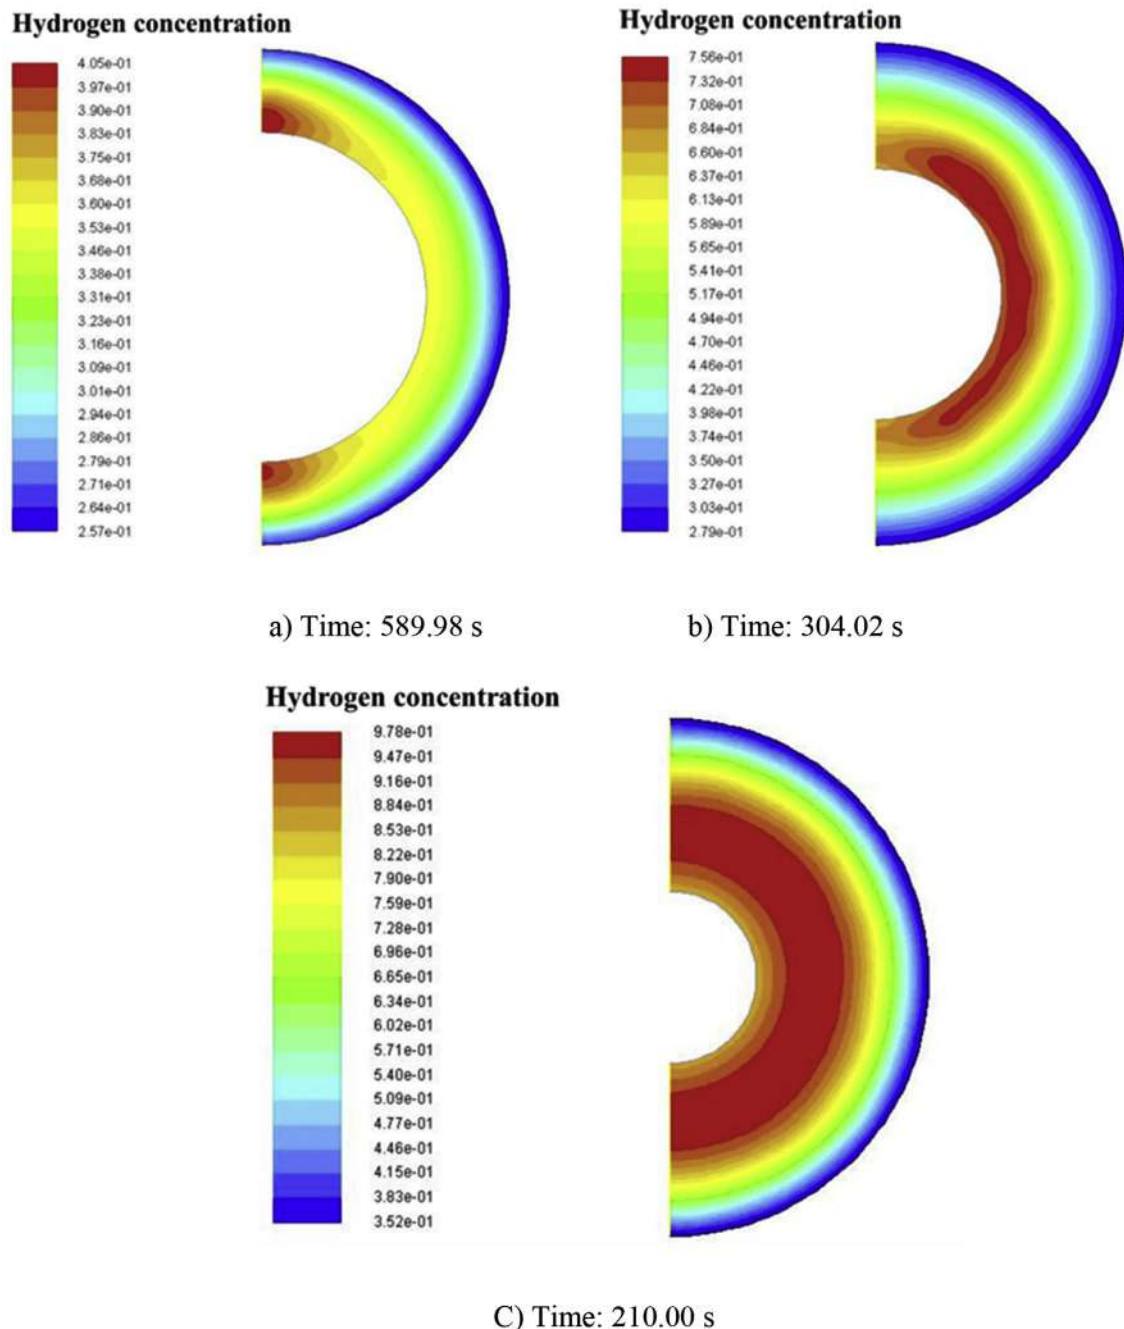 Hydrogen concentration
4.05e-01
3.97e-01
3.90e-01
3.83e-01
3.75e-01
3.68e-01
3.60e-01
3.53e-01
3.46e-01
3.38e-01
3.31e-01
3.23e-01
3.16e-01
3.09e-01
3.01e-01
2.94e-01
2.86e-01
2.79e-01
2.71e-01
2.64e-01
2.57e-01
a) Time: 589.98 s
Hydrogen concentration
7.56e-01
7.32e-01
7.08e-01
6.84e-01
6.60e-01
6.37e-01
6.13e-01
5.89e-01
5.65e-01
5.41e-01
5.17e-01
4.94e-01
4.70e-01
4.46e-01
4.22e-01
3.98e-01
3.74e-01
3.50e-01
3.27e-01
3.03e-01
2.79e-01
b) Time: 304.02 s
Hydrogen concentration
9.78e-01
9.47e-01
9.16e-01
8.84e-01
8.53e-01
8.22e-01
7.90e-01
7.59e-01
7.28e-01
6.96e-01
6.65e-01
6.34e-01
6.02e-01
5.71e-01
5.40e-01
5.09e-01
4.77e-01
4.46e-01
4.15e-01
3.83e-01
3.52e-01
C) Time: 210.00 s